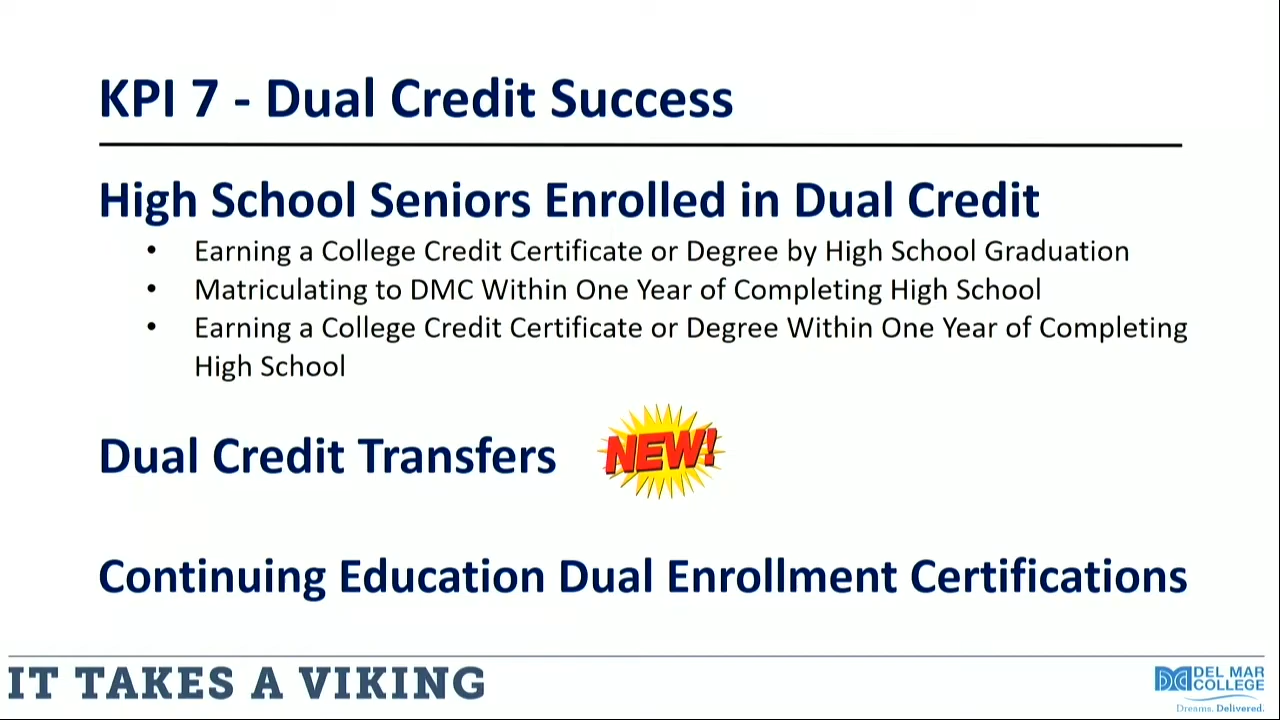 KPI 7 - Dual Credit Success
High School Seniors Enrolled in Dual Credit
• Earning a College Credit Certificate or Degree by High School Graduation
• Matriculating to DMC Within One Year of Completing High School
• Earning a College Credit Certificate or Degree Within One Year of Completing
High School
Dual Credit Transfers
NEW!
Continuing Education Dual Enrollment Certifications
IT TAKES A VIKING
DMC DEL MAR
COLLEGE
Dreams. Delivered.